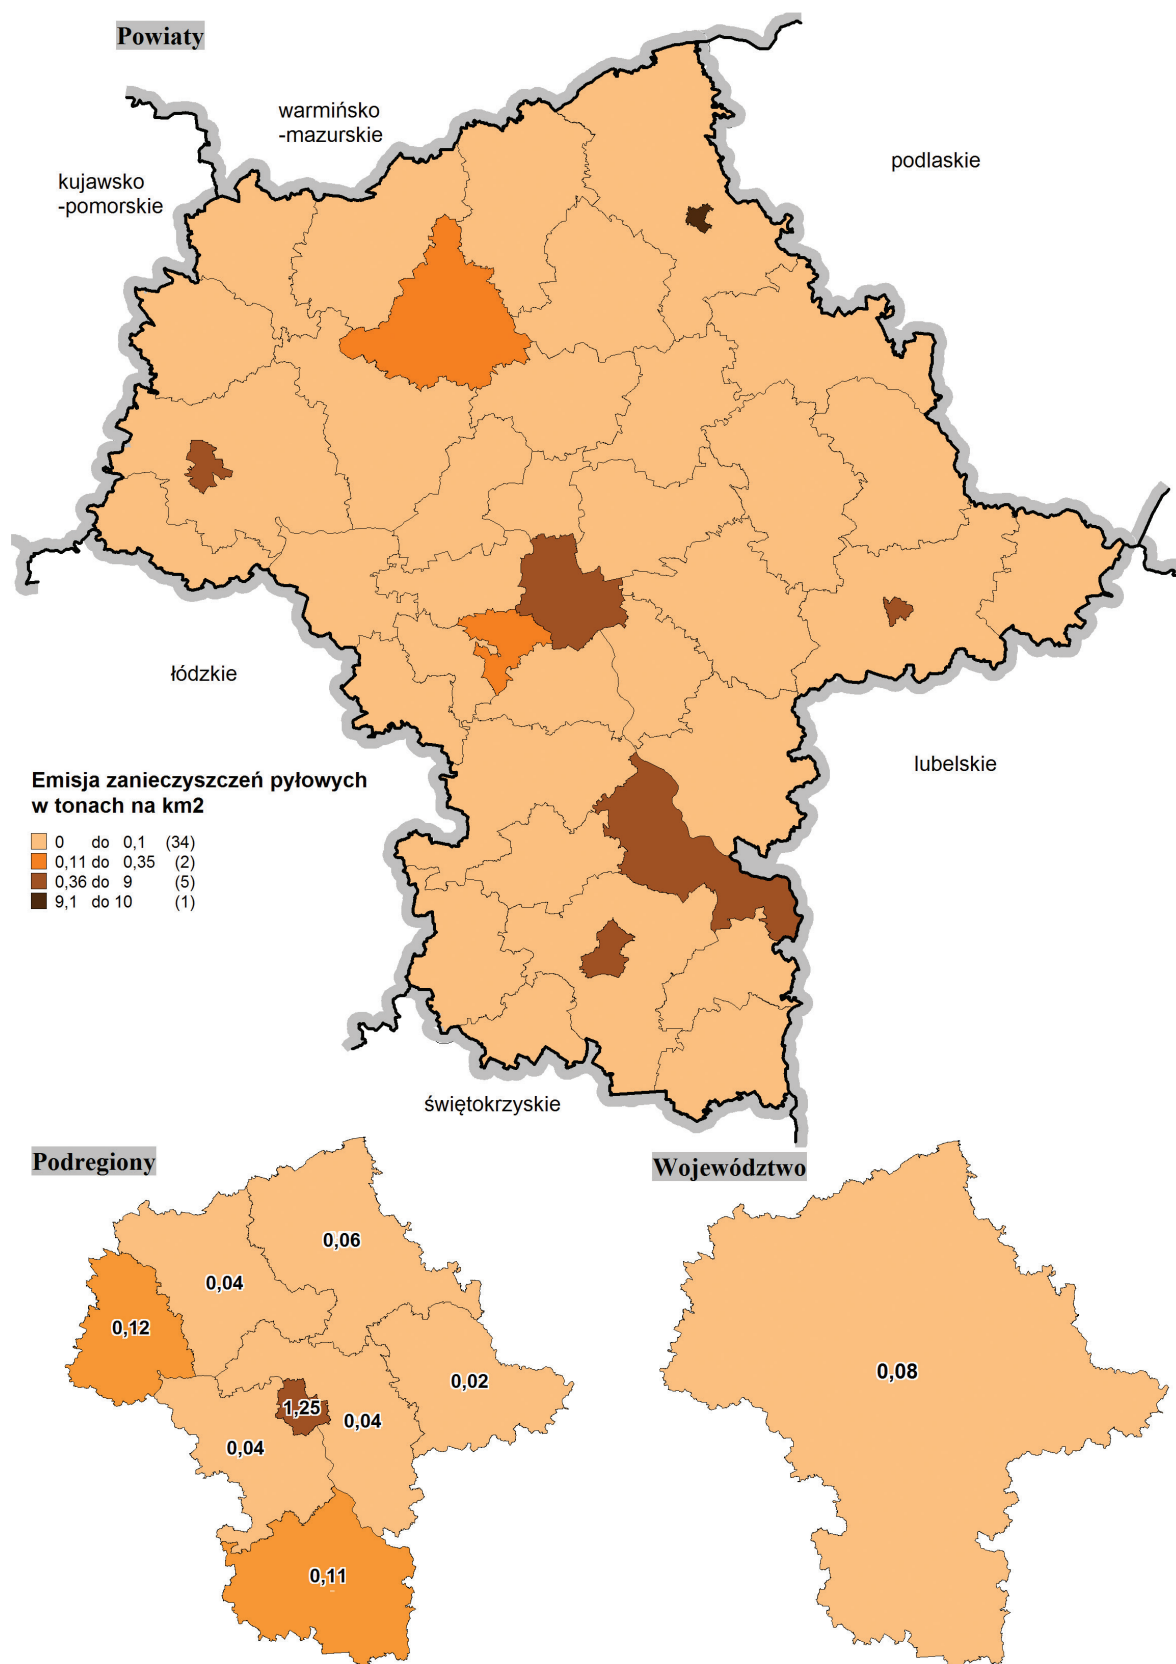 Powiaty
warmińsko
-mazurskie
podlaskie
kujawsko
-pomorskie
łódzkie
lubelskie
Emisja zanieczyszczeń pyłowych
w tonach na km2
0 do 0,1 (34)
0,11 do 0,35 (2)
0,36 do 9 (5)
9,1 do 10 (1)
świętokrzyskie
Podregiony
Województwo
0,06
0,04
0,12
0,02
1,25
0,04
0,04
0,11
0,08